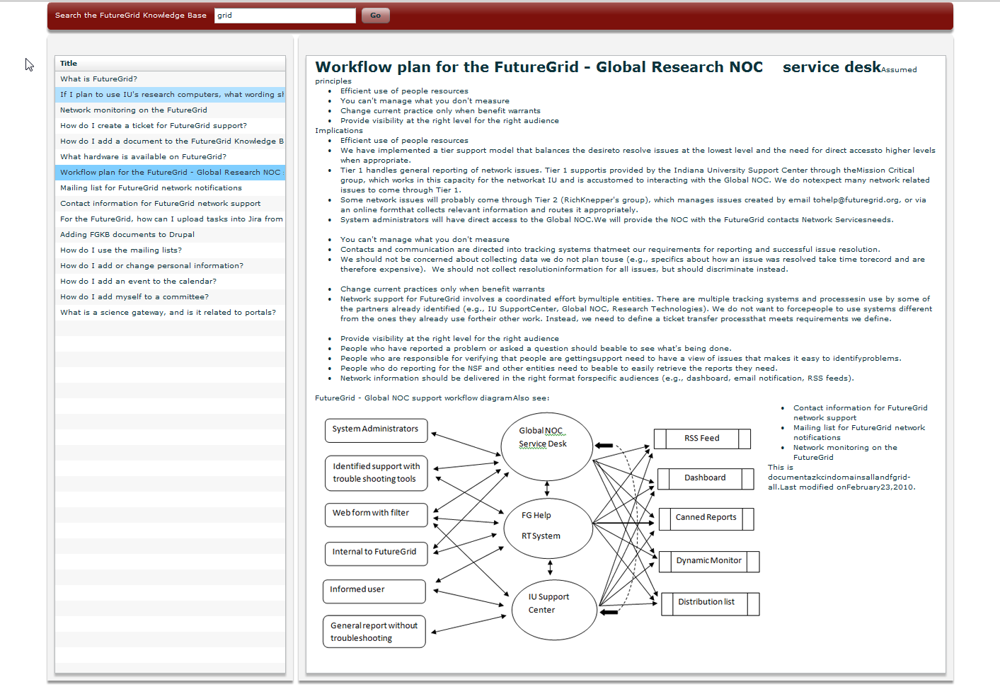 Search the FutureGrid Knowledge Base
grid
Go
Title
What is FutureGrid?
If I plan to use IU's research computers, what wording sh
Network monitoring on the FutureGrid
How do I create a ticket for FutureGrid support?
How do I add a document to the FutureGrid Knowledge B
What hardware is available on FutureGrid?
Workflow plan for the FutureGrid - Global Research NOC
Mailing list for FutureGrid network notifications
Contact information for FutureGrid network support
For the FutureGrid, how can I upload tasks into Jira from
Adding FGKB documents to Drupal
How do I use the mailing lists?
How do I add or change personal information?
How do I add an event to the calendar?
How do I add myself to a committee?
What is a science gateway, and is it related to portals?
Workflow plan for the FutureGrid - Global Research NOC service deskAssumed
principles
• Efficient use of people resources
• You can't manage what you don't measure
• Change current practice only when benefit warrants
• Provide visibility at the right level for the right audience
Implications
• Efficient use of people resources
• We have implemented a tier support model that balances the desireto resolve issues at the lowest level and the need for direct accessto higher levels
when appropriate.
• Tier 1 handles general reporting of network issues. Tier 1 supportis provided by the Indiana University Support Center through theMission Critical
group, which works in this capacity for the networkat IU and is accustomed to interacting with the Global NOC. We do notexpect many network related
issues to come through Tier 1.
• Some network issues will probably come through Tier 2 (RichKnepper's group), which manages issues created by email tohelp@futuregrid.org, or via
an online formthat collects relevant information and routes it appropriately.
• System administrators will have direct access to the Global NOC.We will provide the NOC with the FutureGrid contacts Network Servicesneeds.
• You can't manage what you don't measure
• Contacts and communication are directed into tracking systems thatmeet our requirements for reporting and successful issue resolution.
• We should not be concerned about collecting data we do not plan touse (e.g., specifics about how an issue was resolved take time torecord and are
therefore expensive). We should not collect resolutioninformation for all issues, but should discriminate instead.
• Change current practices only when benefit warrants
• Network support for FutureGrid involves a coordinated effort bymultiple entities. There are multiple tracking systems and processesin use by some of
the partners already identified (e.g., IU SupportCenter, Global NOC, Research Technologies). We do not want to forcepeople to use systems different
from the ones they already use fortheir other work. Instead, we need to define a ticket transfer processthat meets requirements we define.
• Provide visibility at the right level for the right audience
• People who have reported a problem or asked a question should beable to see what's being done.
• People who are responsible for verifying that people are gettingsupport need to have a view of issues that makes it easy to identifyproblems.
• People who do reporting for the NSF and other entities need to beable to easily retrieve the reports they need.
• Network information should be delivered in the right format forspecific audiences (e.g., dashboard, email notification, RSS feeds).
FutureGrid - Global NOC support workflow diagramAlso see:
System Administrators
Identified support with
trouble shooting tools
Web form with filter
Internal to FutureGrid
Informed user
General report without
troubleshooting
Global NOC
Service Desk
FG Help
RT System
IU Support
Center
RSS Feed
Dashboard
Canned Reports
Dynamic Monitor
Distribution list
• Contact information for FutureGrid
network support
• Mailing list for FutureGrid network
notifications
• Network monitoring on the
FutureGrid
This is
documentazkcindomainsallandfgrid-
all.Last modified onFebruary23,2010.